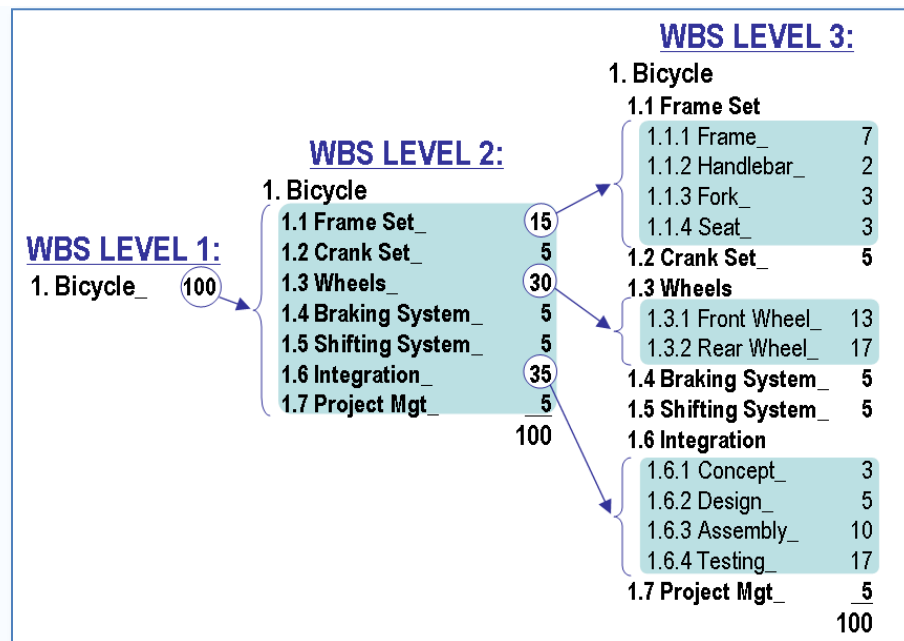 WBS LEVEL 1:
1. Bicycle_ 100
WBS LEVEL 2:
1. Bicycle
1.1 Frame Set_ 15
1.2 Crank Set_ 5
1.3 Wheels_ 30
1.4 Braking System_ 5
1.5 Shifting System_ 5
1.6 Integration_ 35
1.7 Project Mgt_ 5
100
WBS LEVEL 3:
1. Bicycle
1.1 Frame Set
1.1.1 Frame_ 7
1.1.2 Handlebar_ 2
1.1.3 Fork_ 3
1.1.4 Seat_ 3
1.2 Crank Set_ 5
1.3 Wheels
1.3.1 Front Wheel_ 13
1.3.2 Rear Wheel_ 17
1.4 Braking System_ 5
1.5 Shifting System_ 5
1.6 Integration
1.6.1 Concept_ 3
1.6.2 Design_ 5
1.6.3 Assembly_ 10
1.6.4 Testing_ 17
1.7 Project Mgt_ 5
100